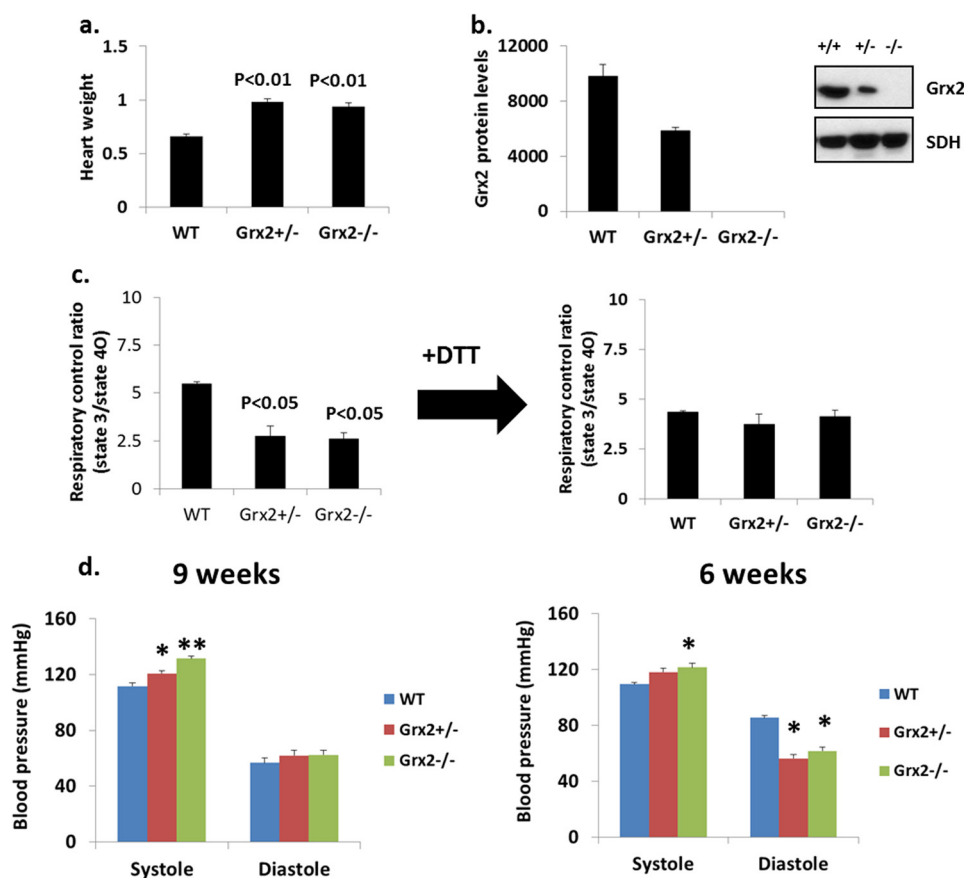 a.
Heart weight
1.5
1
0.5
0
P<0.01
P<0.01
WT
Grx2+/-
Grx2-/-
b.
Grx2 protein levels
12000
8000
4000
0
WT
Grx2+/-
Grx2-/-
+/+ +/- -/-
Grx2
SDH
c.
Respiratory control ratio
(state 3/state 4O)
10
7.5
5
2.5
0
P<0.05
P<0.05
WT
Grx2+/-
Grx2-/-
+DTT
Respiratory control ratio
(state 3/state 4O)
10
7.5
5
2.5
0
WT
Grx2+/-
Grx2-/-
d.
9 weeks
Blood pressure (mmHg)
160
120
80
40
0
*
**
Systole
Diastole
WT
Grx2+/-
Grx2-/-
6 weeks
Blood pressure (mmHg)
160
120
80
40
0
*
*
*
Systole
Diastole
WT
Grx2+/-
Grx2-/-